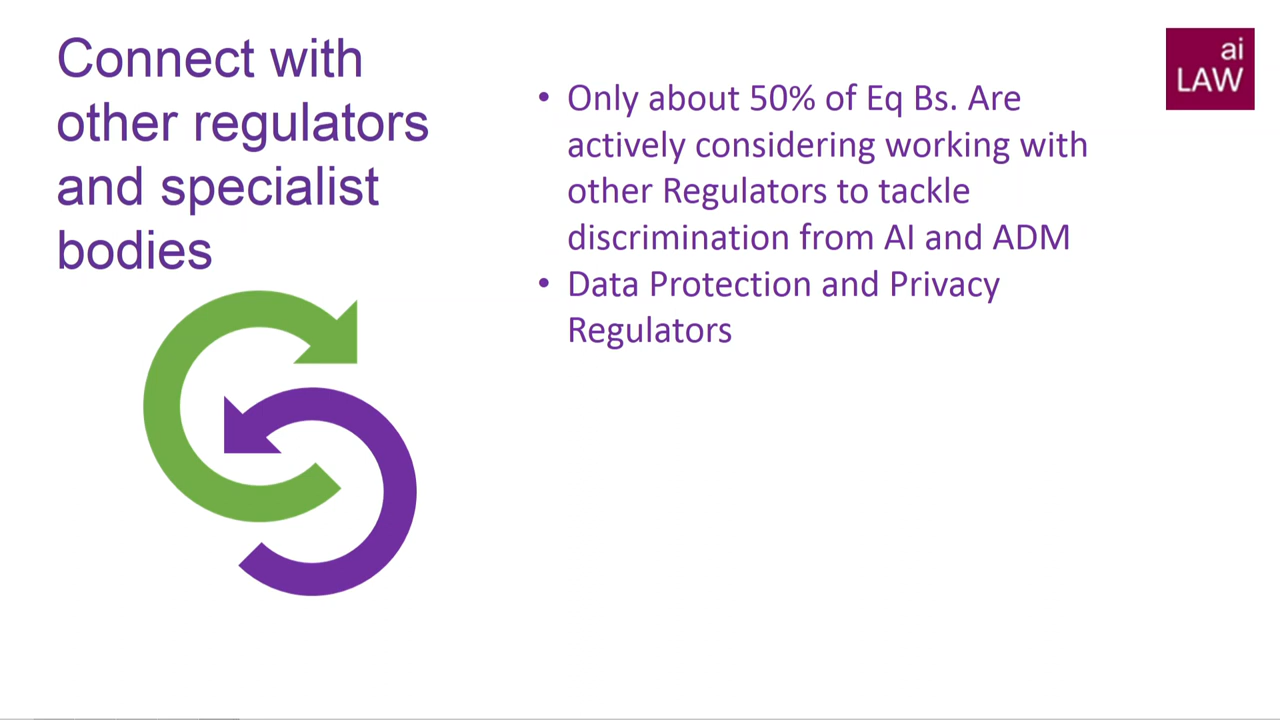 Connect with
other regulators
and specialist
bodies
• Only about 50% of Eq Bs. Are
actively considering working with
other Regulators to tackle
discrimination from AI and ADM
• Data Protection and Privacy
Regulators
ai
LAW